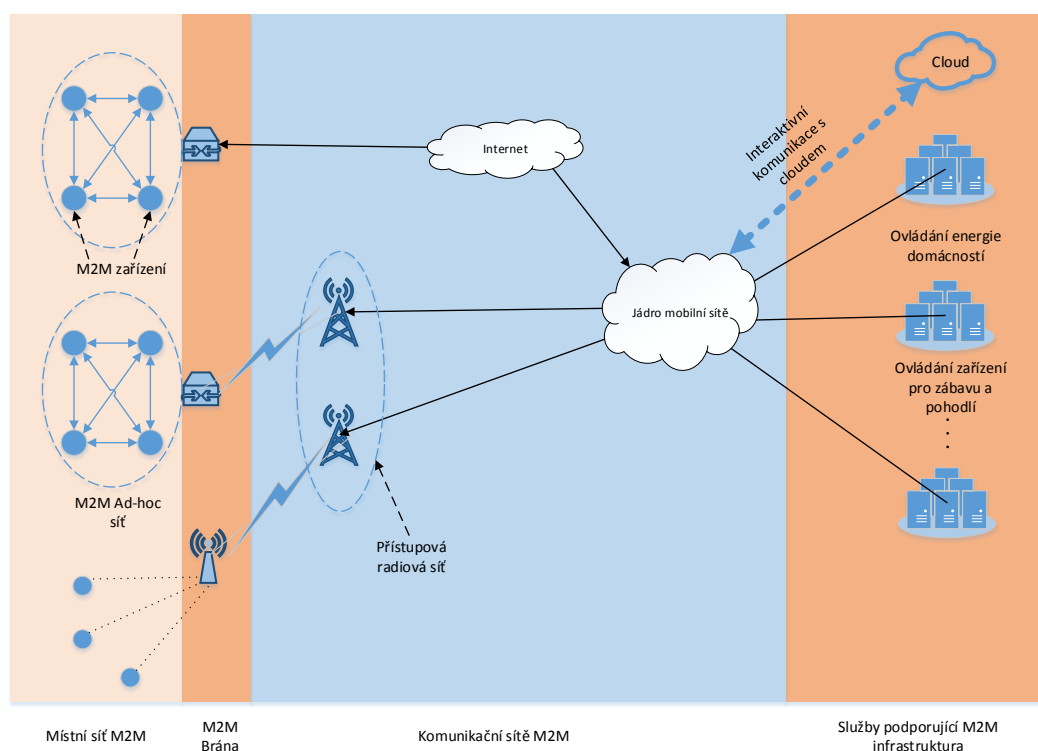 Cloud
Interaktivní
komunikace s
cloudem
Internet
Ovládání energie
domácností
M2M zařízení
Jádro mobilní sítě
Ovládání zařízení
pro zábavu a
pohodlí
M2M Ad-hoc
síť
Přístupová
radiová síť
Místní síť M2M
M2M
Brána
Komunikační sítě M2M
Služby podporující M2M
infrastruktura